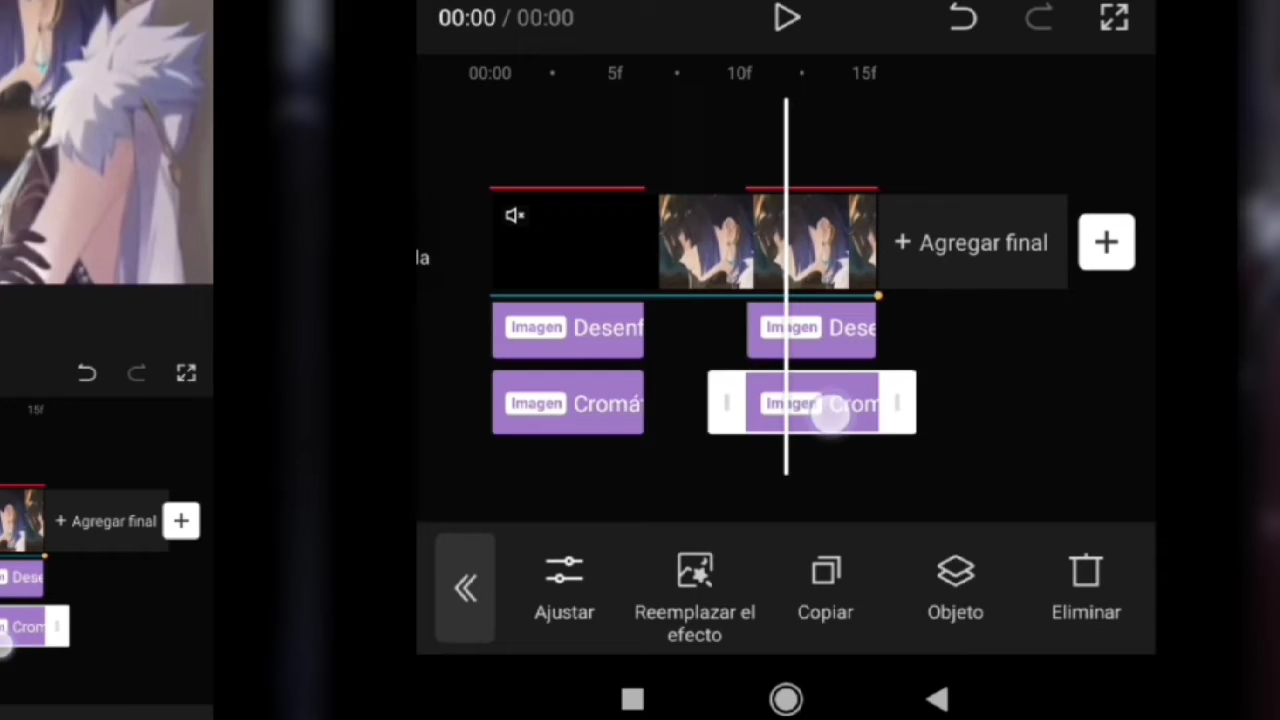 00:00 / 00:00
00:00 5f 10f 15f
la
+ Agregar final
Imagen Desenf
Imagen Dese
Imagen Cromá
Imagen Crom
Ajustar
Reemplazar el
efecto
Copiar
Objeto
Eliminar
15f
+ Agregar final
Dese
Crom